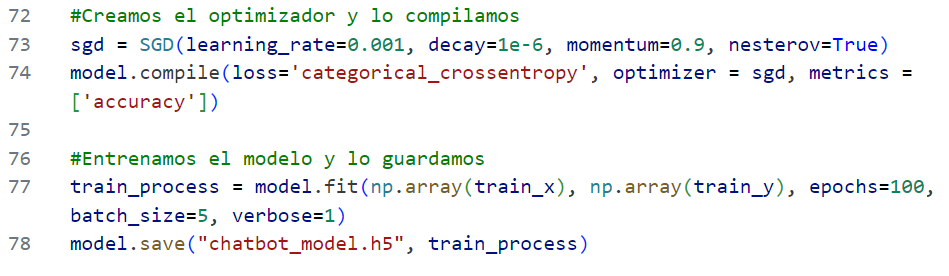 72 #Creamos el optimizador y lo compilamos
73 sgd = SGD(learning_rate=0.001, decay=1e-6, momentum=0.9, nesterov=True)
74 model.compile(loss='categorical_crossentropy', optimizer = sgd, metrics =
['accuracy'])
75
76 #Entrenamos el modelo y lo guardamos
77 train_process = model.fit(np.array(train_x), np.array(train_y), epochs=100,
batch_size=5, verbose=1)
78 model.save("chatbot_model.h5", train_process)